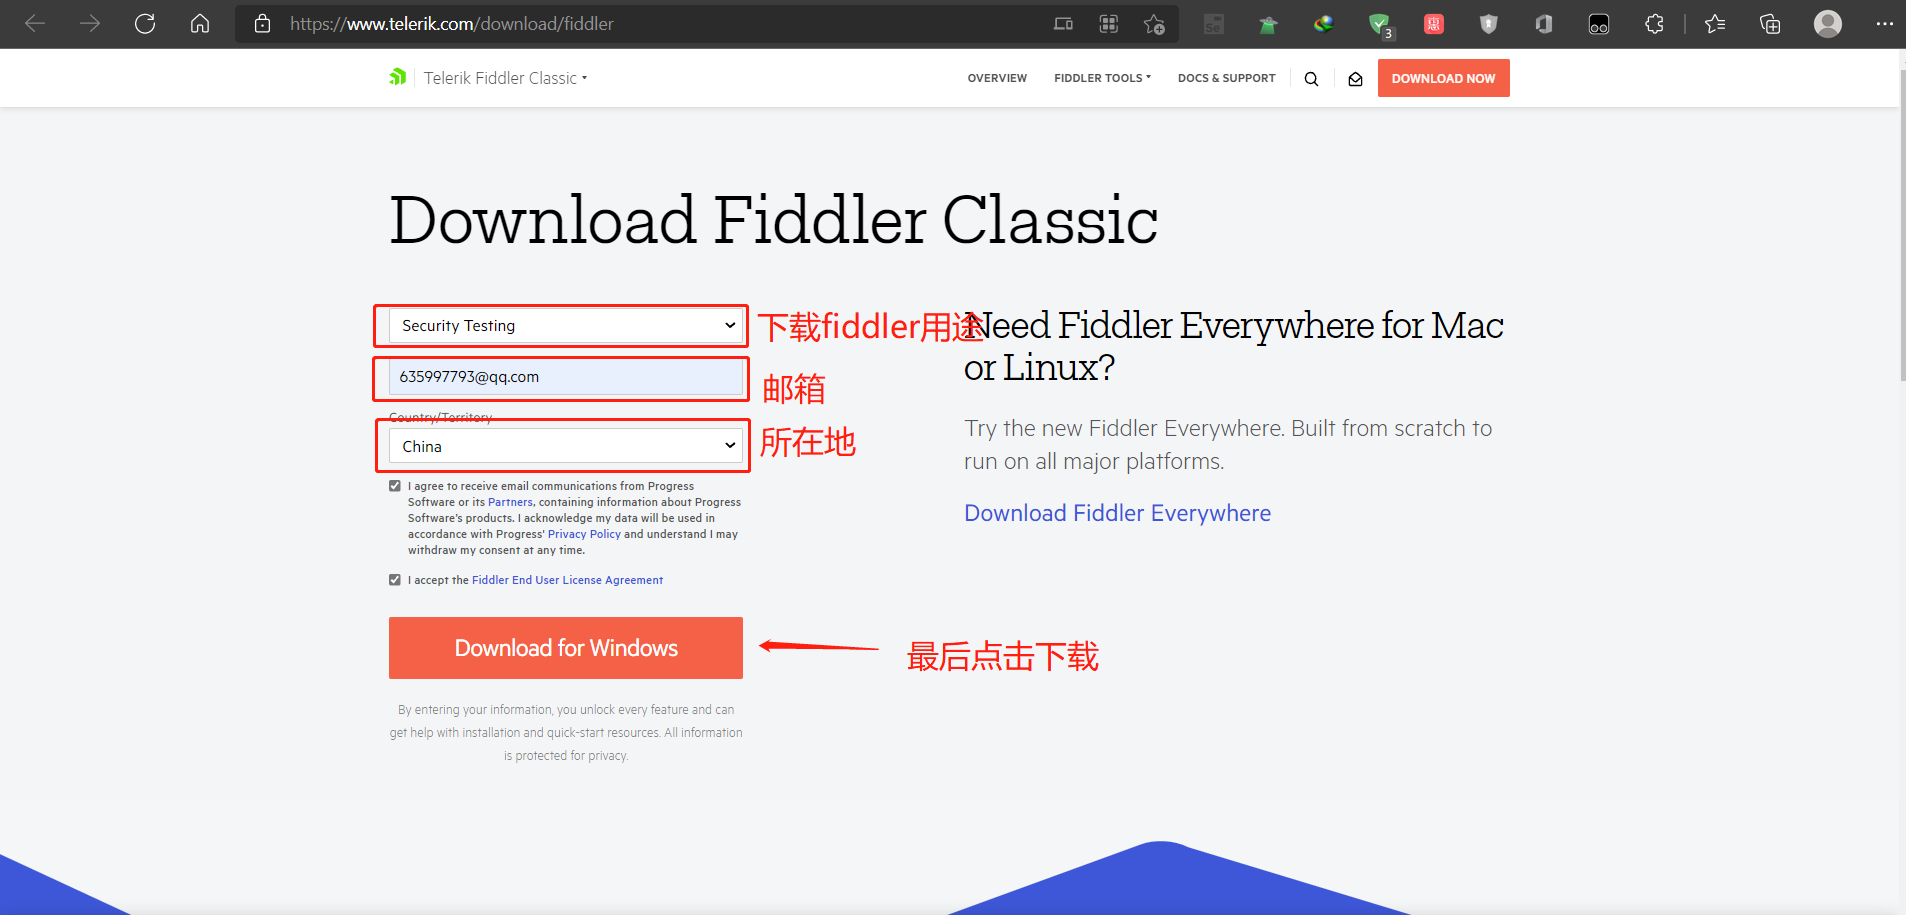 https://www.telerik.com/download/fiddler
3
惠
Telerik Fiddler Classic
OVERVIEW
FIDDLER TOOLS
DOCS & SUPPORT
DOWNLOAD NOW
Download Fiddler Classic
Security Testing
下载fiddler用途
635997793@qq.com
邮箱
Country/Territory
China
所在地
I agree to receive email communications from Progress
Software or its Partners, containing information about Progress
Software's products. I acknowledge my data will be used in
accordance with Progress' Privacy Policy and understand I may
withdraw my consent at any time.
I accept the Fiddler End User License Agreement
Download for Windows
最后点击下载
By entering your information, you unlock every feature and can
get help with installation and quick-start resources. All information
is protected for privacy.
Need Fiddler Everywhere for Mac
or Linux?
Try the new Fiddler Everywhere. Built from scratch to
run on all major platforms.
Download Fiddler Everywhere